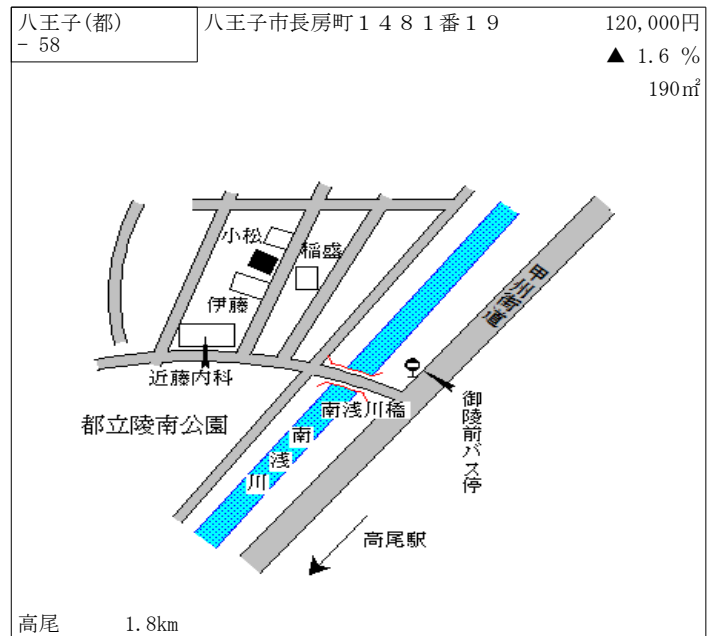 八王子(都)
- 58
八王子市長房町１４８１番１９
120,000円
▲ 1.6 %
190㎡
小松
稲盛
伊藤
近藤内科
甲州街道
御陵前バス停
南浅川橋
都立陵南公園
南浅川
高尾駅
高尾 1.8km